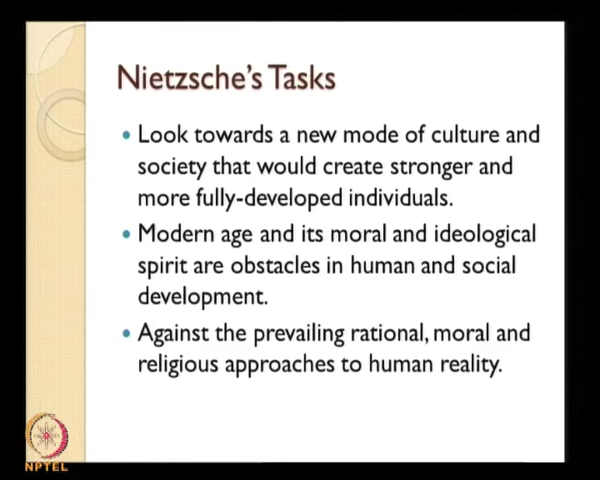 Nietzsche's Tasks
• Look towards a new mode of culture and
society that would create stronger and
more fully-developed individuals.
• Modern age and its moral and ideological
spirit are obstacles in human and social
development.
• Against the prevailing rational, moral and
religious approaches to human reality.
NPTEL